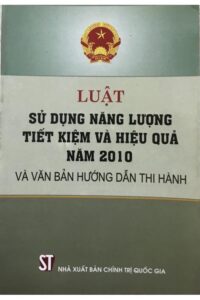 LUẬT
SỬ DỤNG NĂNG LƯỢNG
TIẾT KIỆM VÀ HIỆU QUẢ
NĂM 2010
VÀ VĂN BẢN HƯỚNG DẪN THI HÀNH
ST NHÀ XUẤT BẢN CHÍNH TRỊ QUỐC GIA